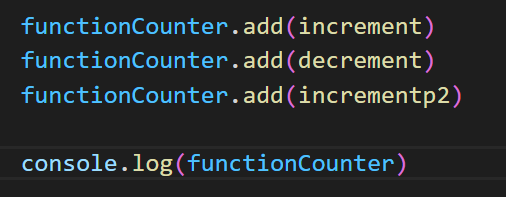 functionCounter.add(increment)
functionCounter.add(decrement)
functionCounter.add(incrementp2)
console.log(functionCounter)